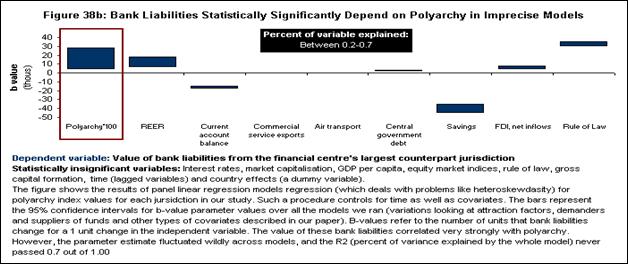 Figure 38b: Bank Liabilities Statistically Significantly Depend on Polyarchy in Imprecise Models
Percent of variable explained:
Between 0.2-0.7
b value
(thous)
40
30
20
10
0
-10
-20
-30
-40
-50
Polyarchy*100
REER
Current
account
balance
Commercial
service exports
Air transport
Central
government
debt
Savings
FDI, net inflows
Rule of Law
Dependent variable: Value of bank liabilities from the financial centre's largest counterpart jurisdiction
Statistically insignificant variables: Interest rates, market capitalisation, GDP per capita, equity market indices, rule of law, gross
capital formation, time (lagged variables) and country effects (a dummy variable).
The figure shows the results of panel linear regression models regression (which deals with problems like heteroskewdasity) for
polyarchy index values for each jursidction in our study. Such a procedure controls for time as well as covariates. The bars represent
the 95% confidence intervals for b-value parameter values over all the models we ran (variations looking at attraction factors, demanders
and suppliers of funds and other types of covariates described in our paper). B-values refer to the number of units that bank liabilities
change for a 1 unit change in the independent variable. The value of these bank liabilities correlated very strongly with polyarchy.
However, the parameter estimate fluctuated wildly across models, and the R2 (percent of variance explained by the whole model) never
passed 0.7 out of 1.00